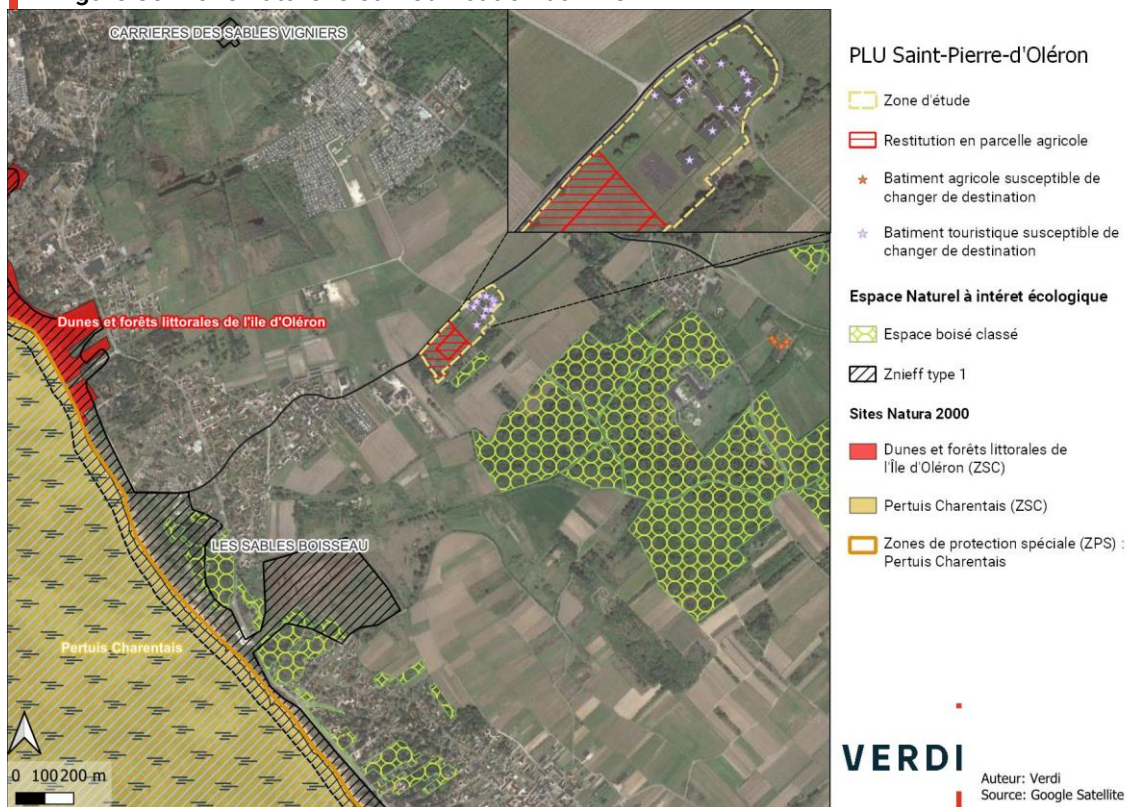 CARRIERES DES SABLES VIGNIERS
Dunes et forêts littorales de l'île d'Oléron
LES SABLES BOISSEAU
Pertuis Charentais
0 100 200 m
PLU Saint-Pierre-d'Oléron
Zone d'étude
Restitution en parcelle agricole
Batiment agricole susceptible de
changer de destination
Batiment touristique susceptible de
changer de destination
Espace Naturel à intéret écologique
Espace boisé classé
Znieff type 1
Sites Natura 2000
Dunes et forêts littorales de
l'Île d'Oléron (ZSC)
Pertuis Charentais (ZSC)
Zones de protection spéciale (ZPS) :
Pertuis Charentais
VERDI
Auteur: Verdi
Source: Google Satellite